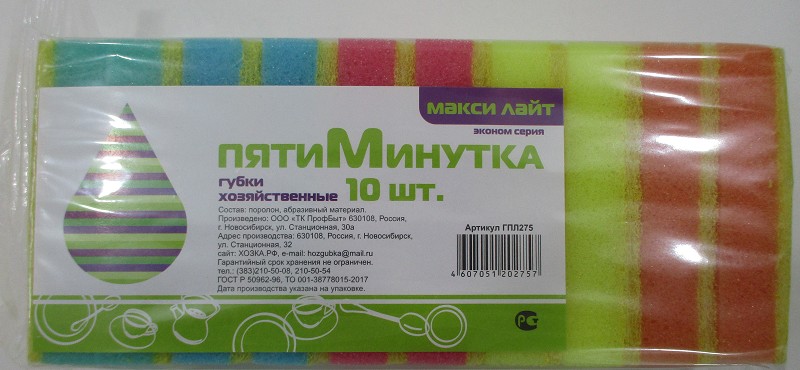 МАКСИ ЛАЙТ
эконом серия
ПЯТИМИНУТКА
губки
хозяйственные 10 шт.
Состав: поролон, абразивный материал.
Произведено: ООО «ТК ПрофБыт» 630108, Россия,
г. Новосибирск, ул. Станционная, 30а
Адрес производства: 630108, Россия, г. Новосибирск,
ул. Станционная, 32
сайт: ХОЗКА.РФ, e-mail: hozgubka@mail.ru
Гарантийный срок хранения не ограничен.
тел.: (383)210-50-08, 210-50-54
ГОСТ Р 50962-96, ТО 001-38778015-2017
Дата производства указана на упаковке.
Артикул ГПЛ275
4 607051 202757
РСТ